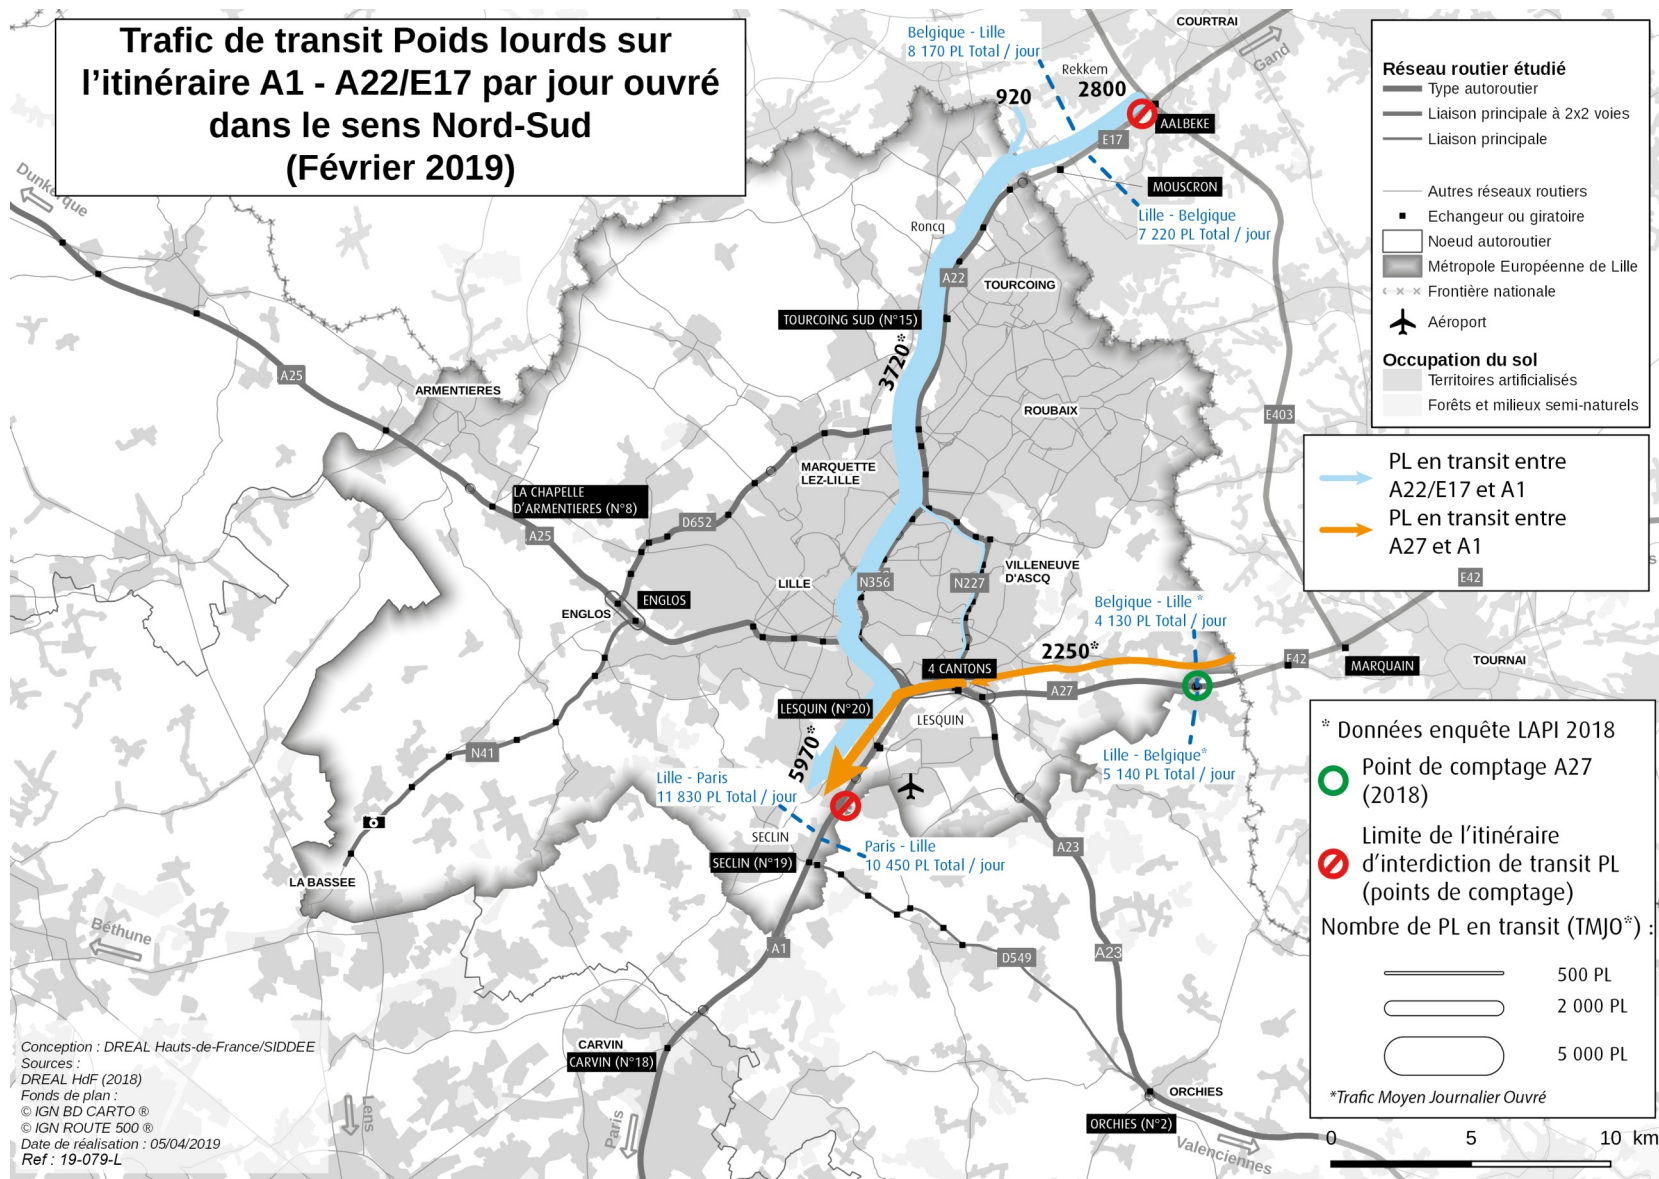 Trafic de transit Poids lourds sur
l'itinéraire A1 - A22/E17 par jour ouvré
dans le sens Nord-Sud
(Février 2019)
COURTRAI
Gand
Belgique - Lille
8 170 PL Total / jour
Rekkem
2800
920
AALBEKE
E17
MOUSCRON
Lille - Belgique
7 220 PL Total / jour
Dunkerque
Roncq
A22
TOURCOING
TOURCOING SUD (N°15)
3720*
A25
ARMENTIERES
ROUBAIX
E403
MARQUETTE
LEZ-LILLE
LA CHAPELLE
D'ARMENTIERES (N°8)
D652
A25
LILLE
N356
N227
VILLENEUVE
D'ASCQ
ENGLOS
ENGLOS
Belgique - Lille *
4 130 PL Total / jour
2250*
E42
4 CANTONS
E42
MARQUAIN
TOURNAI
A27
LESQUIN (N°20)
LESQUIN
N41
5970*
Lille - Belgique*
5 140 PL Total / jour
Lille - Paris
11 830 PL Total / jour
SECLIN
Paris - Lille
10 450 PL Total / jour
SECLIN (N°19)
A23
LA BASSEE
Béthune
A1
D549
A23
CARVIN
CARVIN (N°18)
Lens
Paris
ORCHIES
ORCHIES (N°2)
Valenciennes
Réseau routier étudié
Type autoroutier
Liaison principale à 2x2 voies
Liaison principale
Autres réseaux routiers
Echangeur ou giratoire
Noeud autoroutier
Métropole Européenne de Lille
Frontière nationale
Aéroport
Occupation du sol
Territoires artificialisés
Forêts et milieux semi-naturels
PL en transit entre
A22/E17 et A1
PL en transit entre
A27 et A1
* Données enquête LAPI 2018
Point de comptage A27
(2018)
Limite de l'itinéraire
d'interdiction de transit PL
(points de comptage)
Nombre de PL en transit (TMJO*) :
500 PL
2 000 PL
5 000 PL
*Trafic Moyen Journalier Ouvré
0 5 10 km
Conception : DREAL Hauts-de-France/SIDDEE
Sources :
DREAL HdF (2018)
Fonds de plan :
© IGN BD CARTO ®
© IGN ROUTE 500 ®
Date de réalisation : 05/04/2019
Ref : 19-079-L